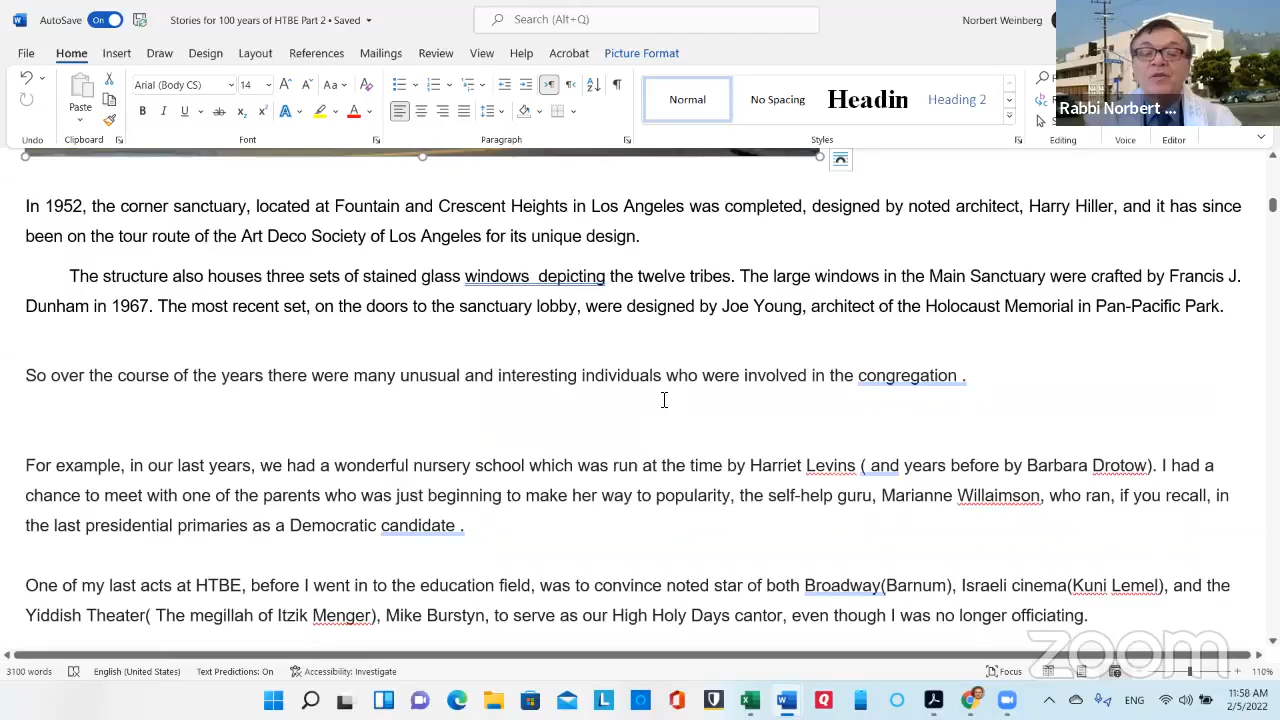 AutoSave On Stories for 100 years of HTBE Part 2 • Saved Search (Alt+Q) Norbert Weinberg
File Home Insert Draw Design Layout References Mailings Review View Help Acrobat Picture Format
Arial (Body CS) 14 Aa
Paste
B I U ab x₂ x² A A
Normal No Spacing Headin Heading 2
Rabbi Norbert ...
Undo Clipboard Font Paragraph Styles Editing Voice Editor
In 1952, the corner sanctuary, located at Fountain and Crescent Heights in Los Angeles was completed, designed by noted architect, Harry Hiller, and it has since
been on the tour route of the Art Deco Society of Los Angeles for its unique design.
The structure also houses three sets of stained glass windows  depicting the twelve tribes. The large windows in the Main Sanctuary were crafted by Francis J.
Dunham in 1967. The most recent set, on the doors to the sanctuary lobby, were designed by Joe Young, architect of the Holocaust Memorial in Pan-Pacific Park.
So over the course of the years there were many unusual and interesting individuals who were involved in the congregation .
For example, in our last years, we had a wonderful nursery school which was run at the time by Harriet Levins ( and years before by Barbara Drotow). I had a
chance to meet with one of the parents who was just beginning to make her way to popularity, the self-help guru, Marianne Willaimson, who ran, if you recall, in
the last presidential primaries as a Democratic candidate .
One of my last acts at HTBE, before I went in to the education field, was to convince noted star of both Broadway(Barnum), Israeli cinema(Kuni Lemel), and the
Yiddish Theater( The megillah of Itzik Menger), Mike Burstyn, to serve as our High Holy Days cantor, even though I was no longer officiating.
zoom
3100 words English (United States) Text Predictions: On Accessibility: Investigate Focus 110%
ENG 11:58 AM
2/5/2022